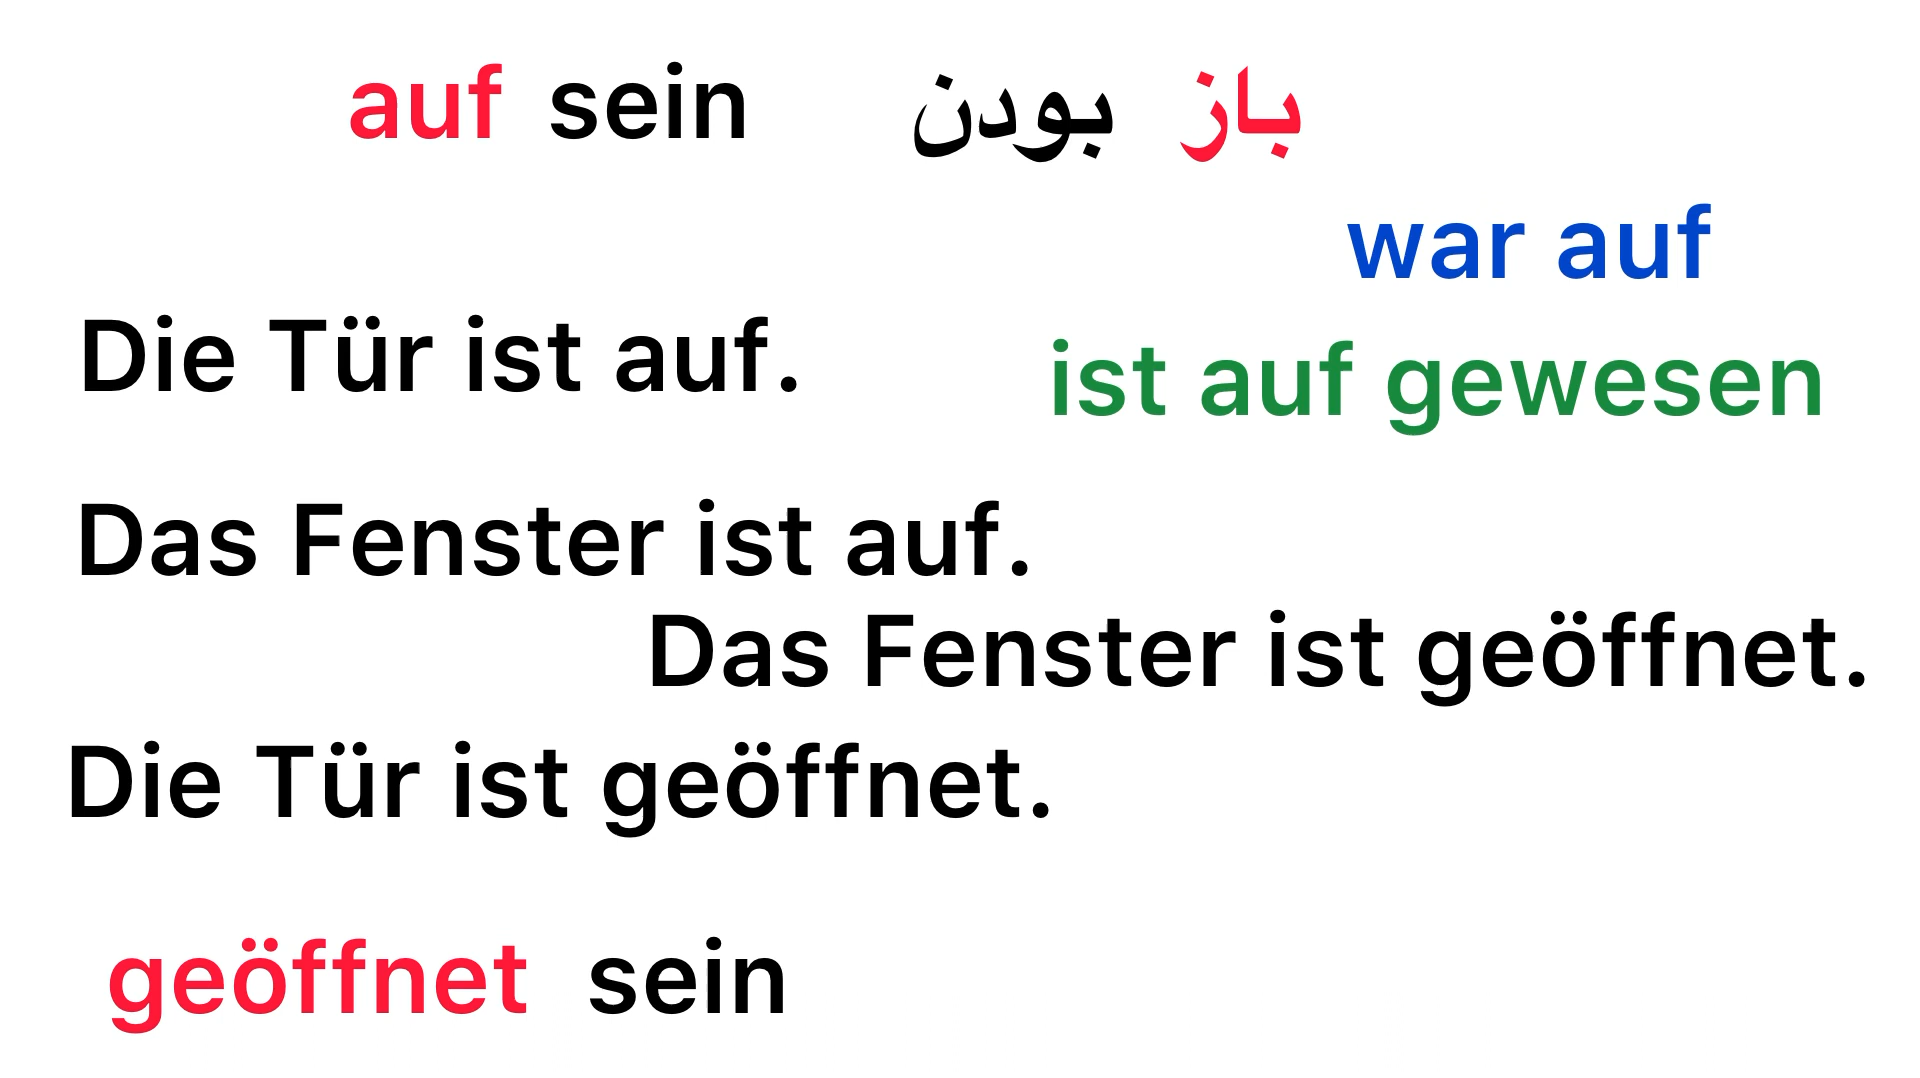 auf sein باز بودن
war auf
Die Tür ist auf.
ist auf gewesen
Das Fenster ist auf.
Das Fenster ist geöffnet.
Die Tür ist geöffnet.
geöffnet sein